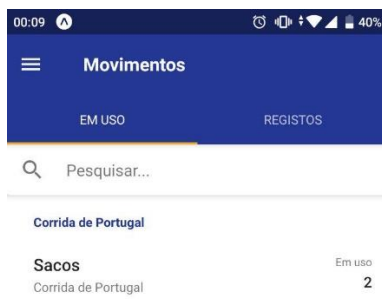 00:09 40%
Movimentos
EM USO REGISTOS
Pesquisar...
Corrida de Portugal
Sacos Em uso
Corrida de Portugal 2